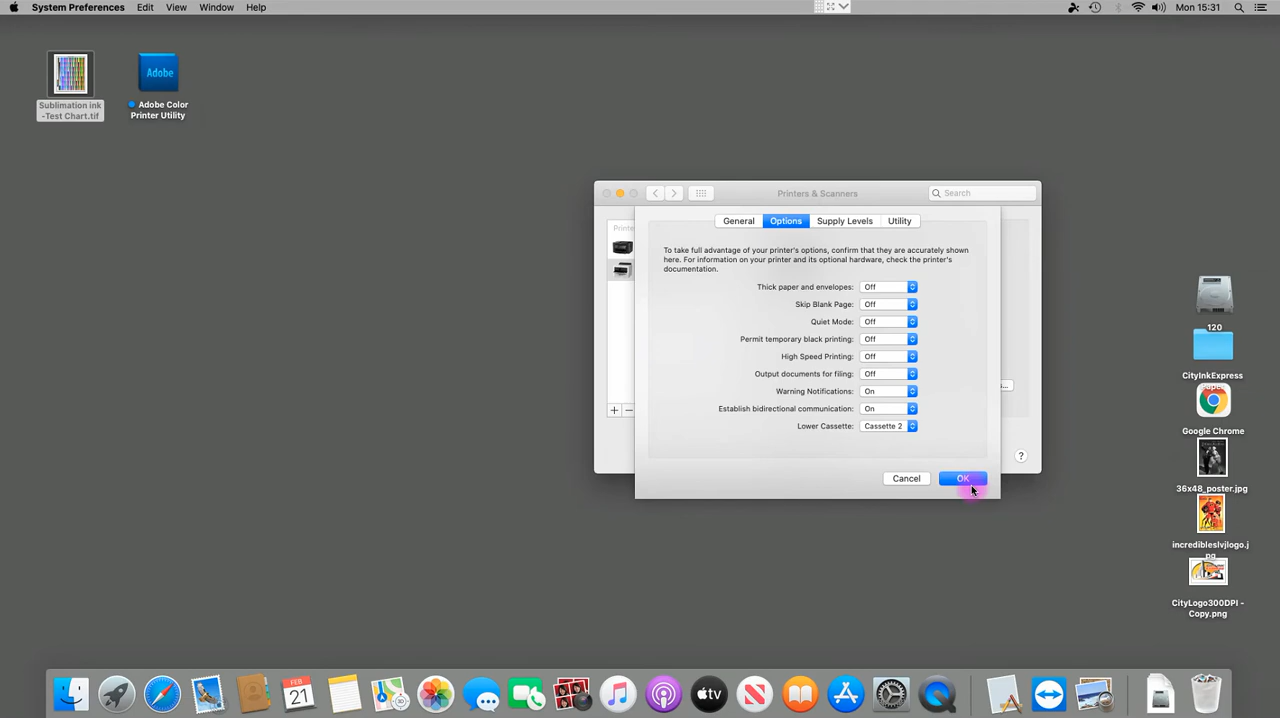 System Preferences Edit View Window Help
Mon 15:31
Adobe
Sublimation ink
-Test Chart.tif
Adobe Color
Printer Utility
Printers & Scanners
Search
General
Options
Supply Levels
Utility
To take full advantage of your printer's options, confirm that they are accurately shown
here. For information on your printer and its optional hardware, check the printer's
documentation.
Thick paper and envelopes: Off
Skip Blank Page: Off
Quiet Mode: Off
Permit temporary black printing: Off
High Speed Printing: Off
Output documents for filing: Off
Warning Notifications: On
Establish bidirectional communication: On
Lower Cassette: Cassette 2
Cancel
OK
?
120
CityInkExpress
Google Chrome
36x48_poster.jpg
incredibleslvjlogo.j
pg
CityLogo300DPI -
Copy.png
FEB
21
tv